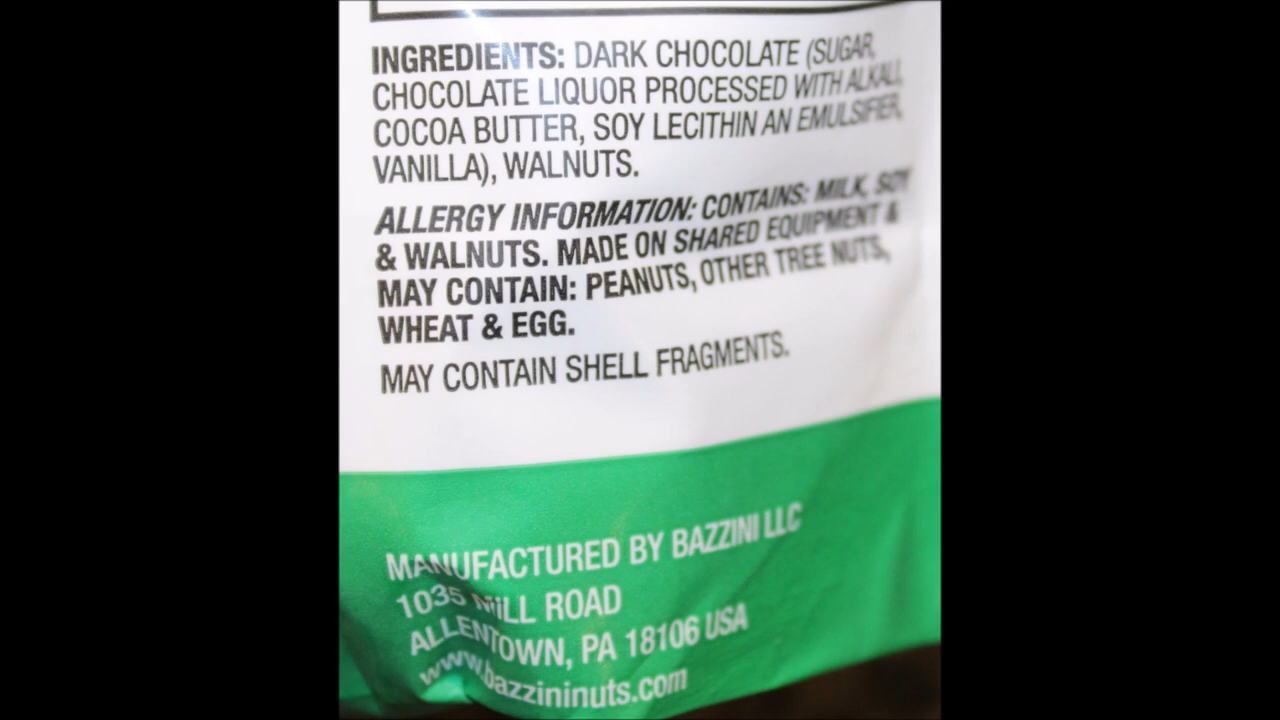 INGREDIENTS: DARK CHOCOLATE (SUGAR,
CHOCOLATE LIQUOR PROCESSED WITH ALKALI,
COCOA BUTTER, SOY LECITHIN AN EMULSIFIER,
VANILLA), WALNUTS.
ALLERGY INFORMATION: CONTAINS: MILK, SOY
& WALNUTS. MADE ON SHARED EQUIPMENT &
MAY CONTAIN: PEANUTS, OTHER TREE NUTS,
WHEAT & EGG.
MAY CONTAIN SHELL FRAGMENTS.
MANUFACTURED BY BAZZINI LLC
1035 MILL ROAD
ALLENTOWN, PA 18106 USA
www.bazzininuts.com